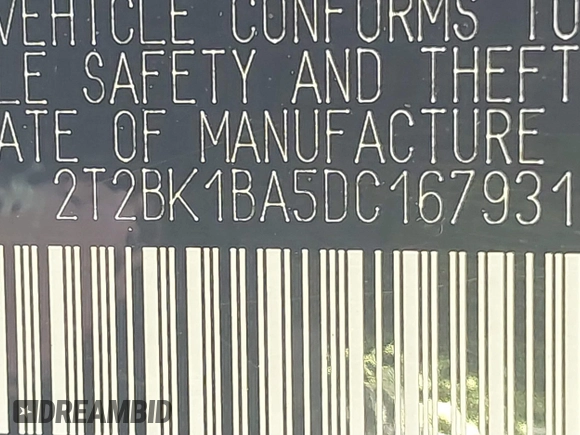 VEHICLE CONFORMS TO
LE SAFETY AND THEFT
ATE OF MANUFACTURE
2T2BK1BA5DC167931
DREAMBID